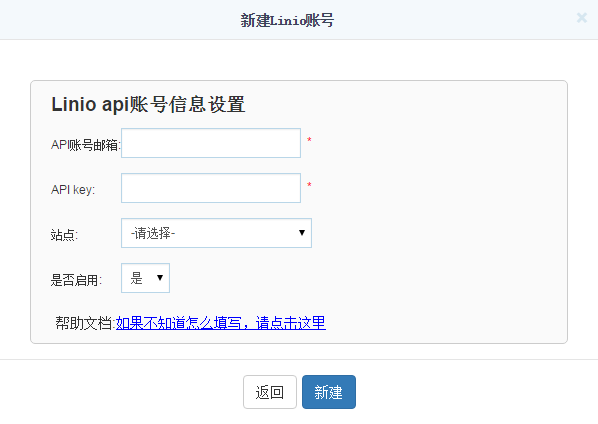 新建Linio账号
×
Linio api账号信息设置
API账号邮箱: *
API key: *
站点: -请选择-
是否启用: 是
帮助文档:如果不知道怎么填写，请点击这里
返回 新建